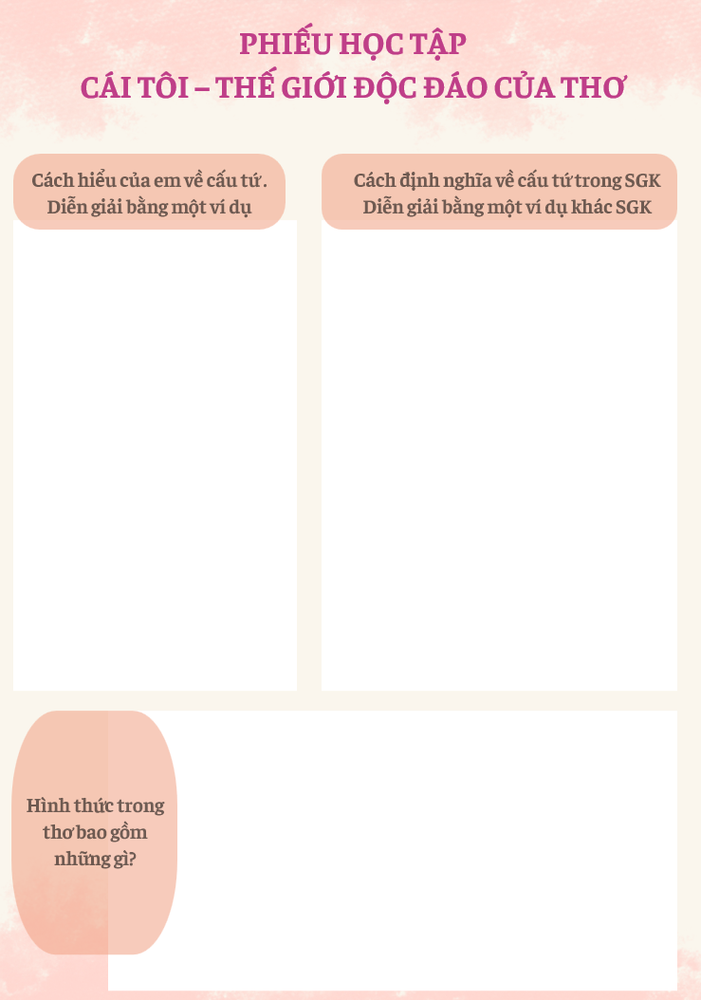 PHIẾU HỌC TẬP
CÁI TÔI – THẾ GIỚI ĐỘC ĐÁO CỦA THƠ
Cách hiểu của em về cấu tứ.
Diễn giải bằng một ví dụ
Cách định nghĩa về cấu tứ trong SGK
Diễn giải bằng một ví dụ khác SGK
Hình thức trong
thơ bao gồm
những gì?